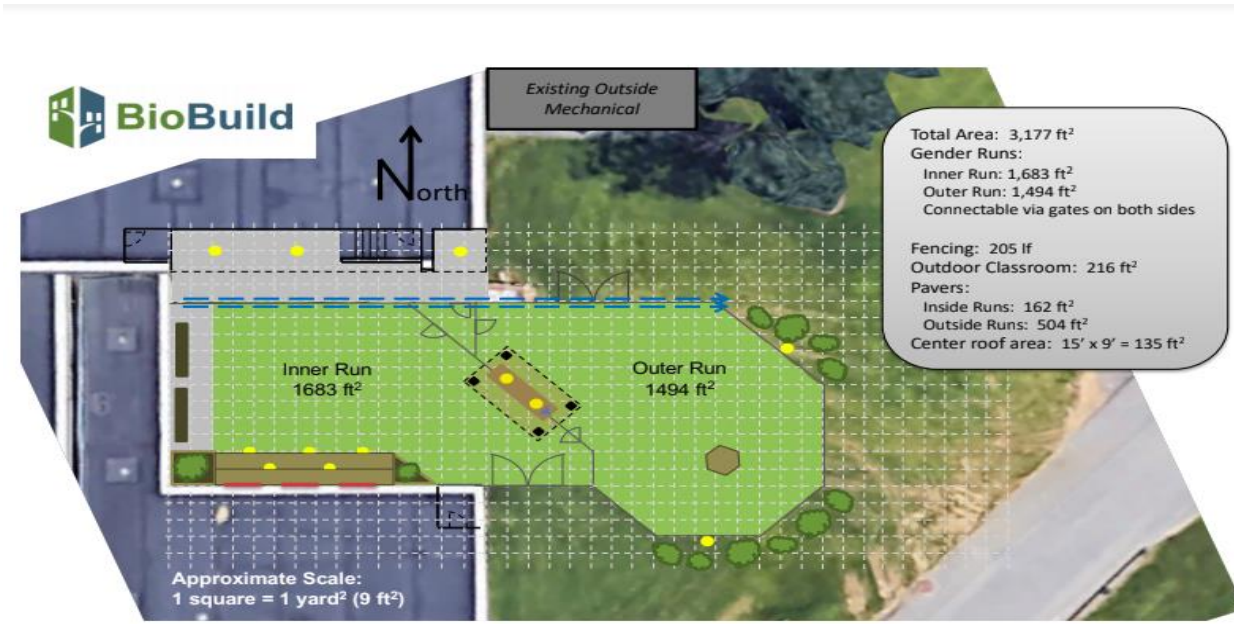 BioBuild
Existing Outside
Mechanical
North
Total Area: 3,177 ft²
Gender Runs:
Inner Run: 1,683 ft²
Outer Run: 1,494 ft²
Connectable via gates on both sides
Fencing: 205 lf
Outdoor Classroom: 216 ft²
Pavers:
Inside Runs: 162 ft²
Outside Runs: 504 ft²
Center roof area: 15' x 9' = 135 ft²
Inner Run
1683 ft²
Outer Run
1494 ft²
Approximate Scale:
1 square = 1 yard² (9 ft²)